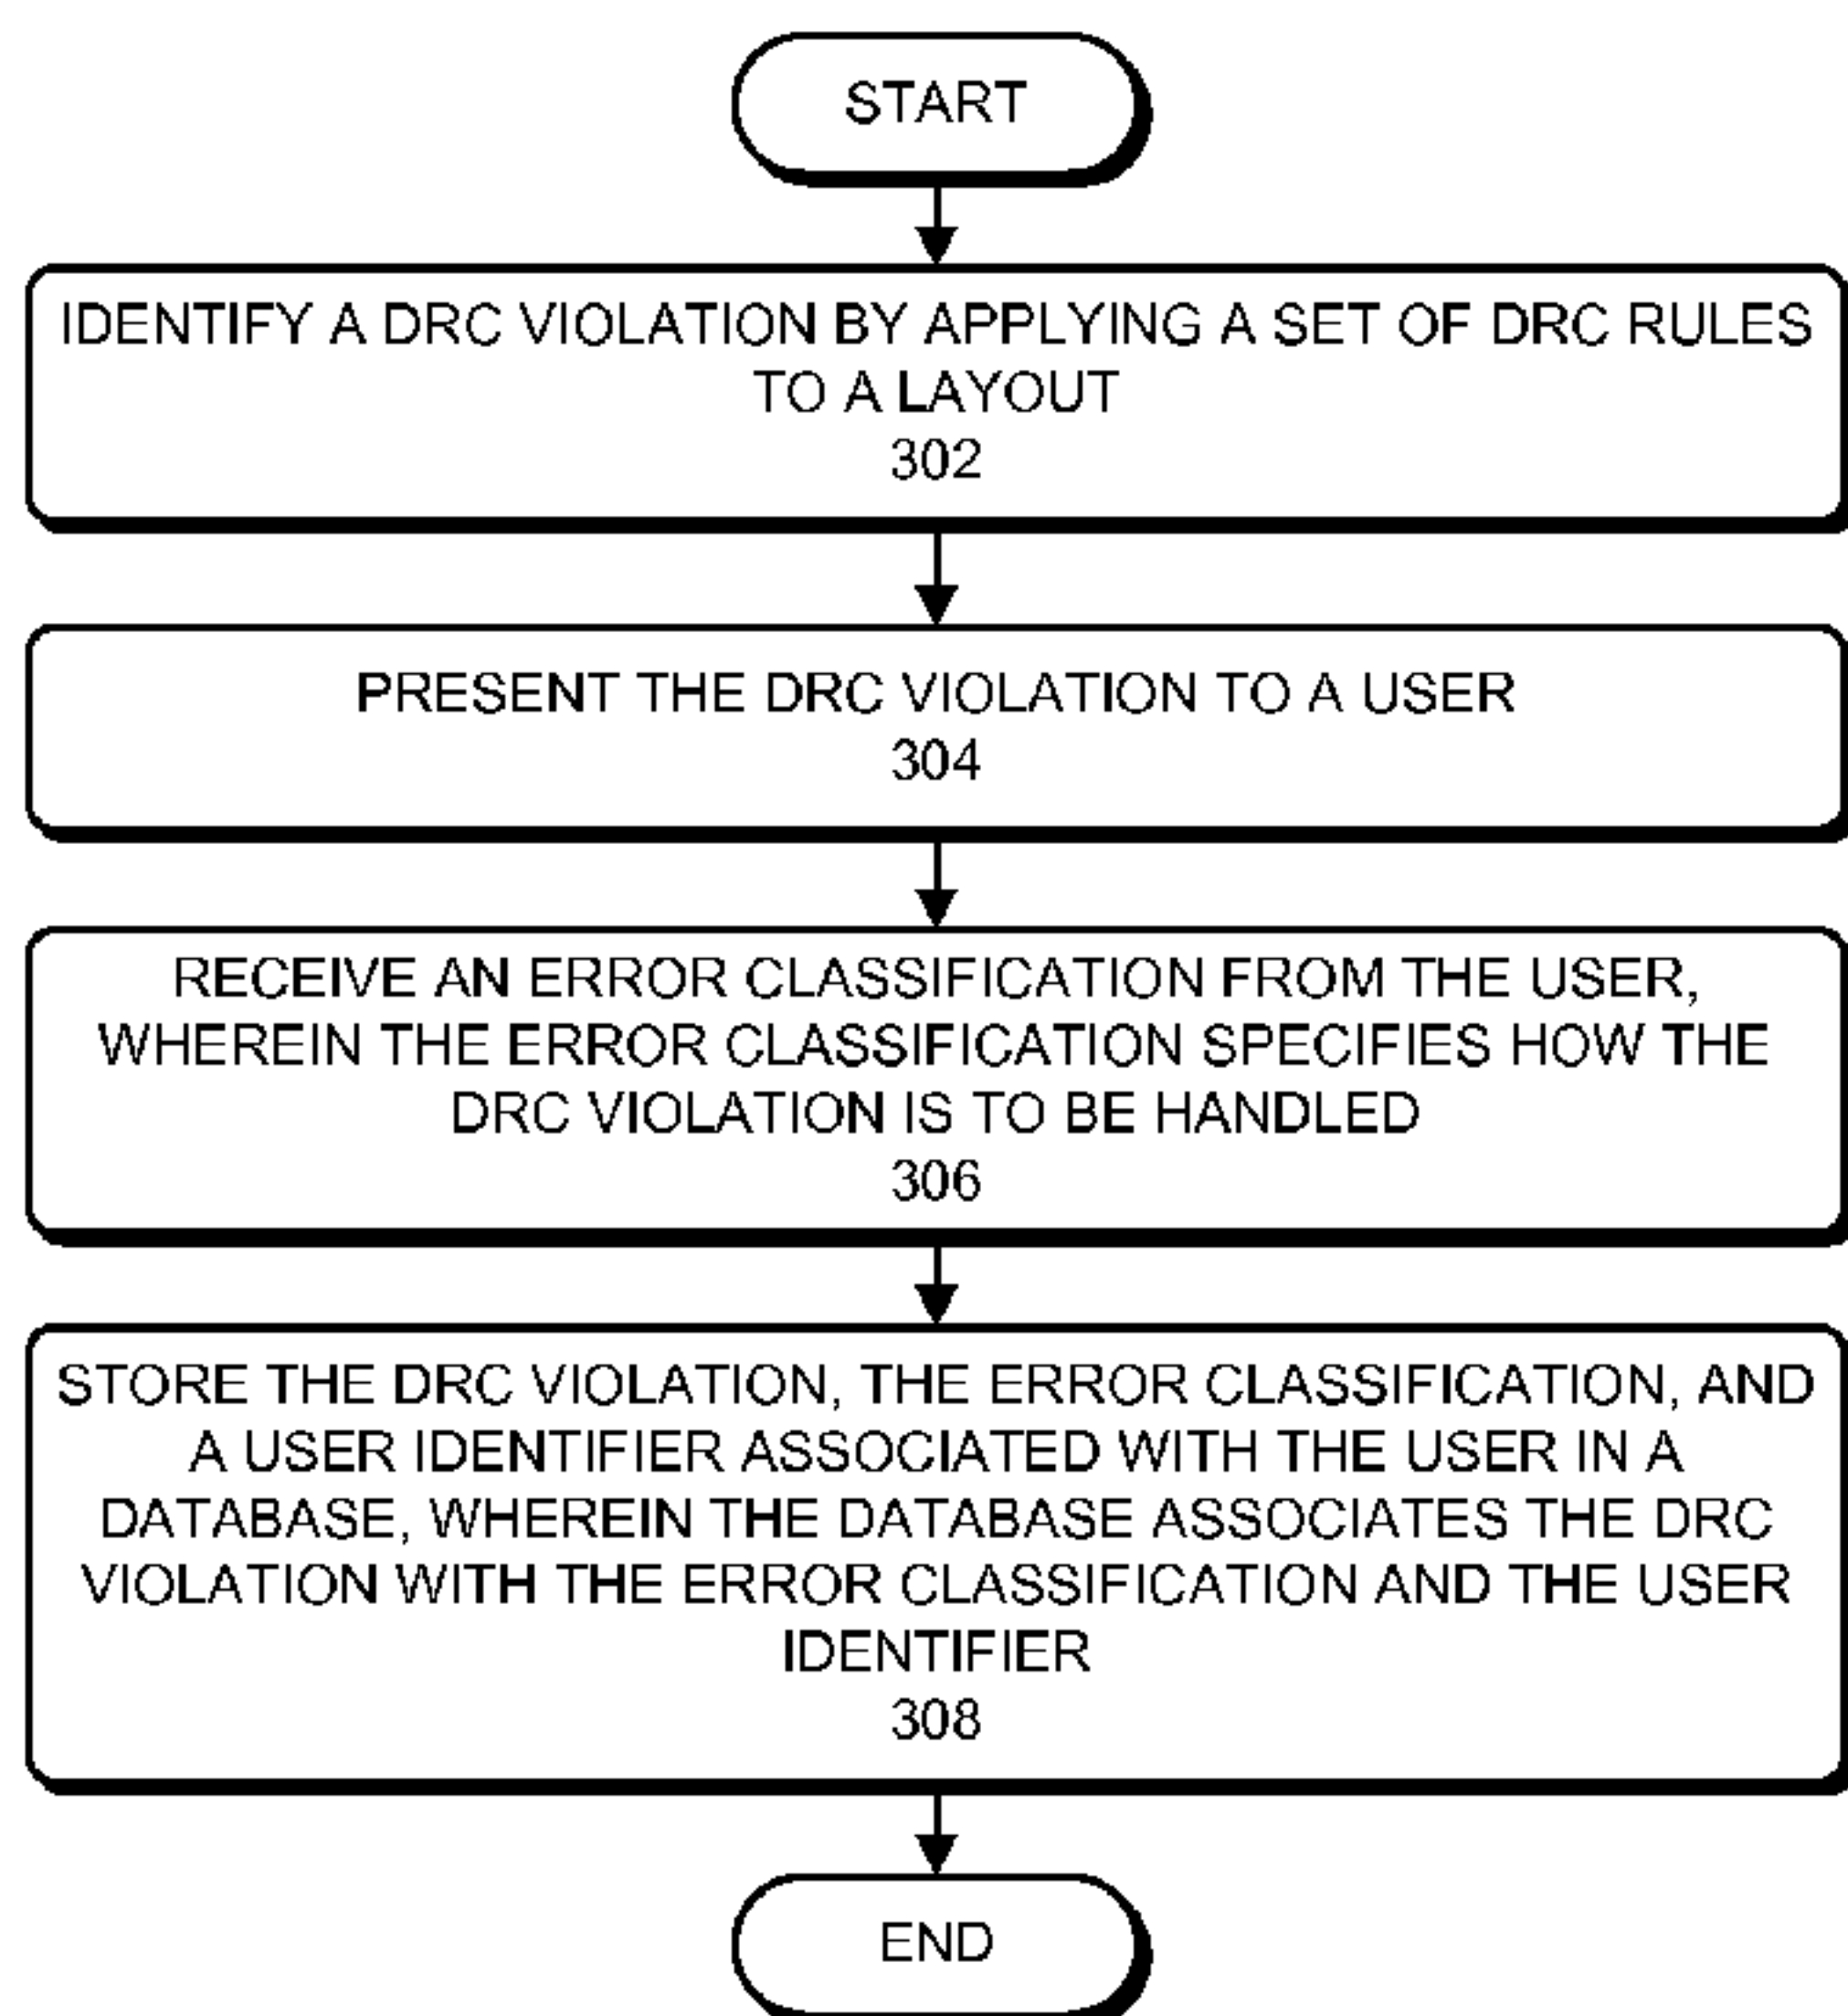 START
IDENTIFY A DRC VIOLATION BY APPLYING A SET OF DRC RULES
TO A LAYOUT
302
PRESENT THE DRC VIOLATION TO A USER
304
RECEIVE AN ERROR CLASSIFICATION FROM THE USER,
WHEREIN THE ERROR CLASSIFICATION SPECIFIES HOW THE
DRC VIOLATION IS TO BE HANDLED
306
STORE THE DRC VIOLATION, THE ERROR CLASSIFICATION, AND
A USER IDENTIFIER ASSOCIATED WITH THE USER IN A
DATABASE, WHEREIN THE DATABASE ASSOCIATES THE DRC
VIOLATION WITH THE ERROR CLASSIFICATION AND THE USER
IDENTIFIER
308
END